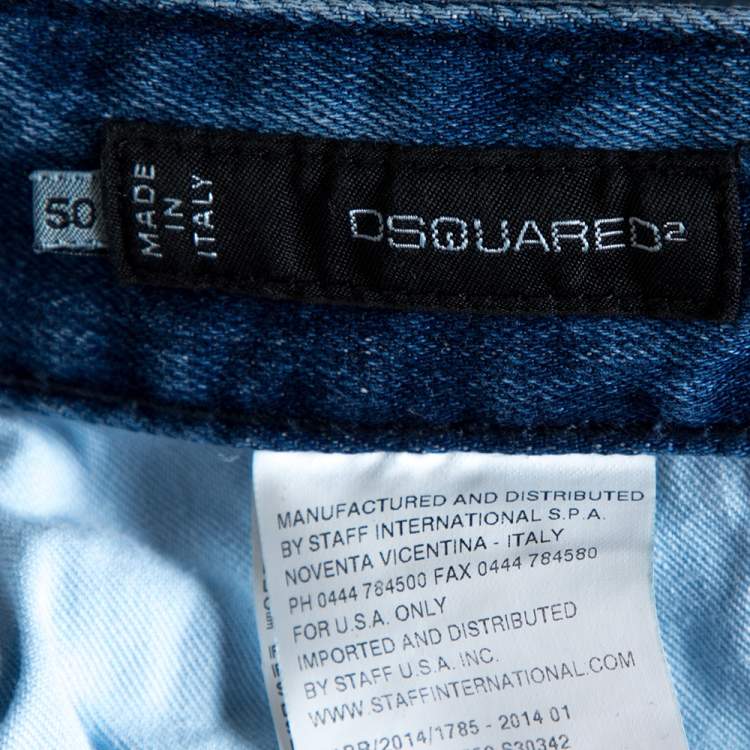 50
MADE
IN
ITALY
DSQUARED²
MANUFACTURED AND DISTRIBUTED
BY STAFF INTERNATIONAL S.P.A.
NOVENTA VICENTINA - ITALY
PH 0444 784500 FAX 0444 784580
FOR U.S.A. ONLY
IMPORTED AND DISTRIBUTED
BY STAFF U.S.A. INC.
WWW.STAFFINTERNATIONAL.COM
/2014/1785 - 2014 01
S30342